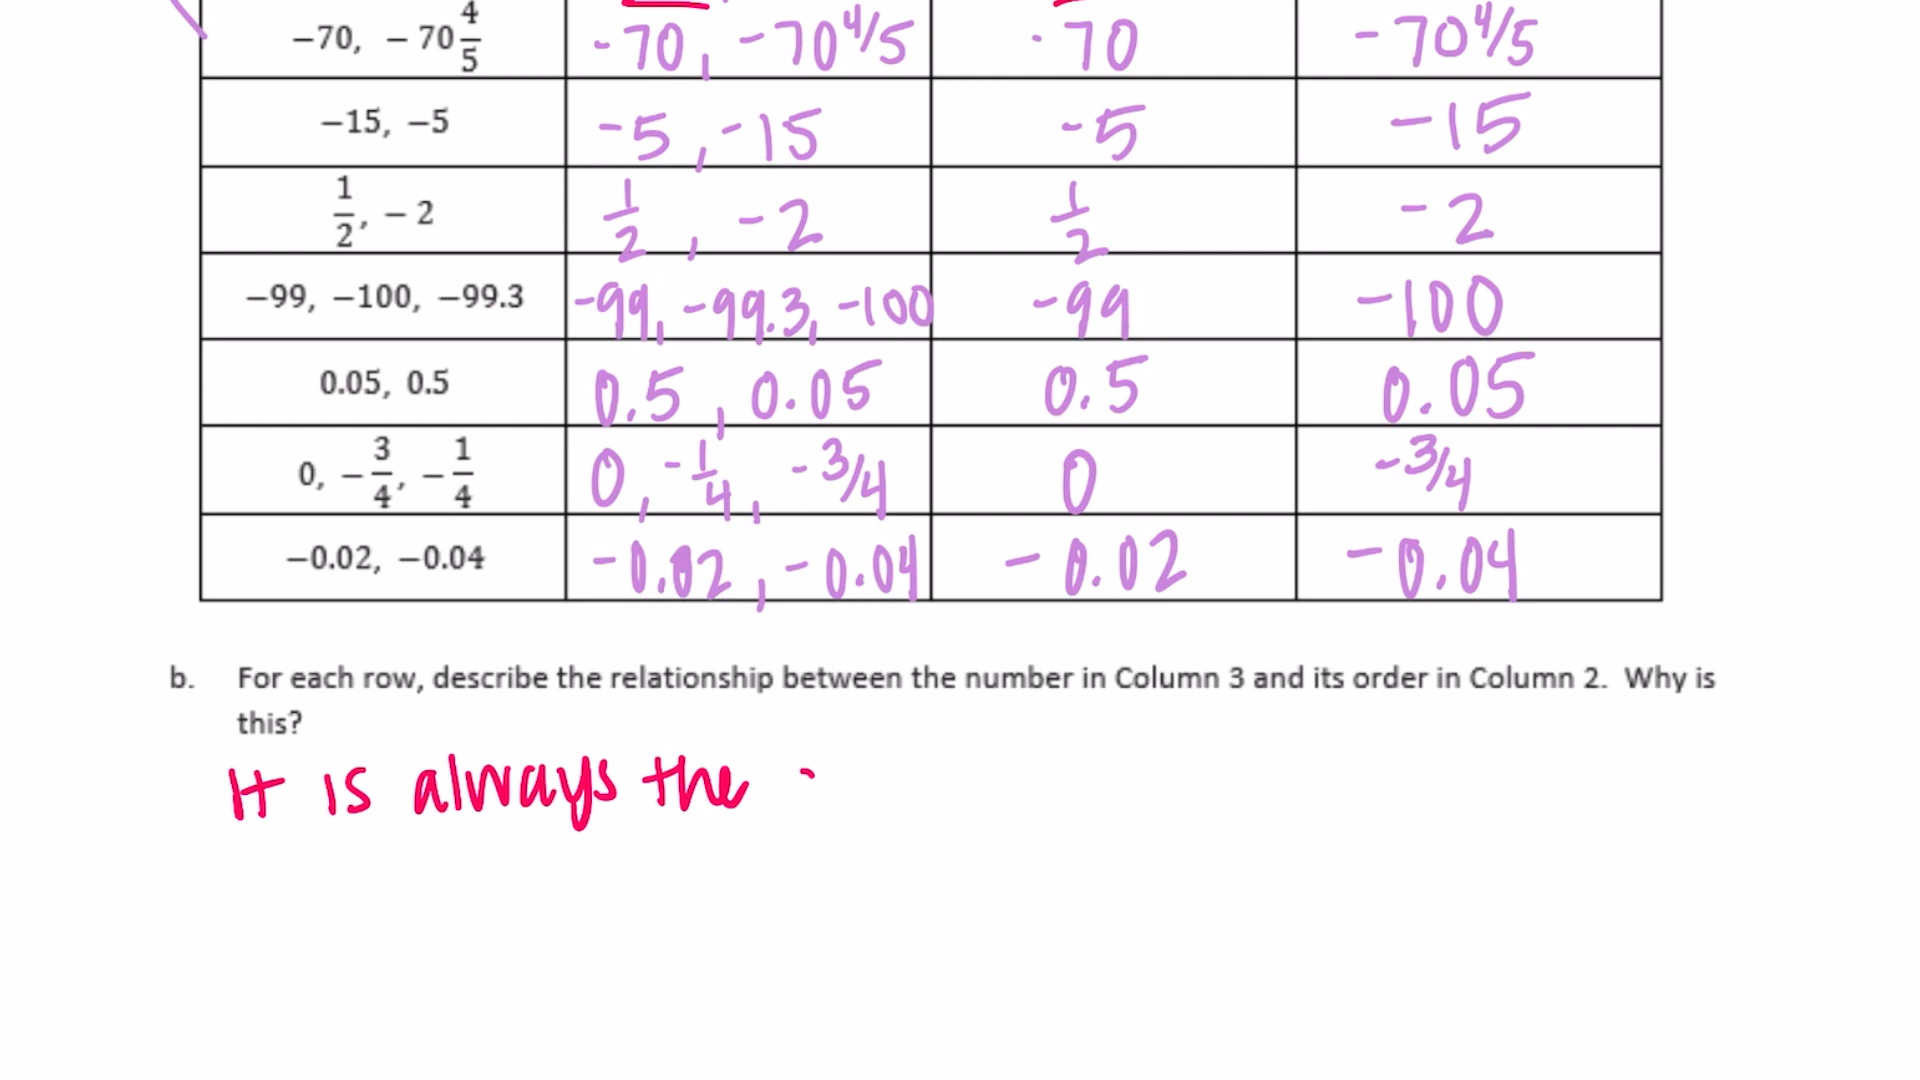 −70, − 70 4/5 -70, -70 4/5 -70 -70 4/5
−15, −5 -5, -15 -5 -15
1/2, − 2 1/2, -2 1/2 -2
−99, −100, −99.3 -99, -99.3, -100 -99 -100
0.05, 0.5 0.5, 0.05 0.5 0.05
0, −3/4, −1/4 0, -1/4, -3/4 0 -3/4
−0.02, −0.04 -0.02, -0.04 -0.02 -0.04
b. For each row, describe the relationship between the number in Column 3 and its order in Column 2. Why is
this?
It is always the